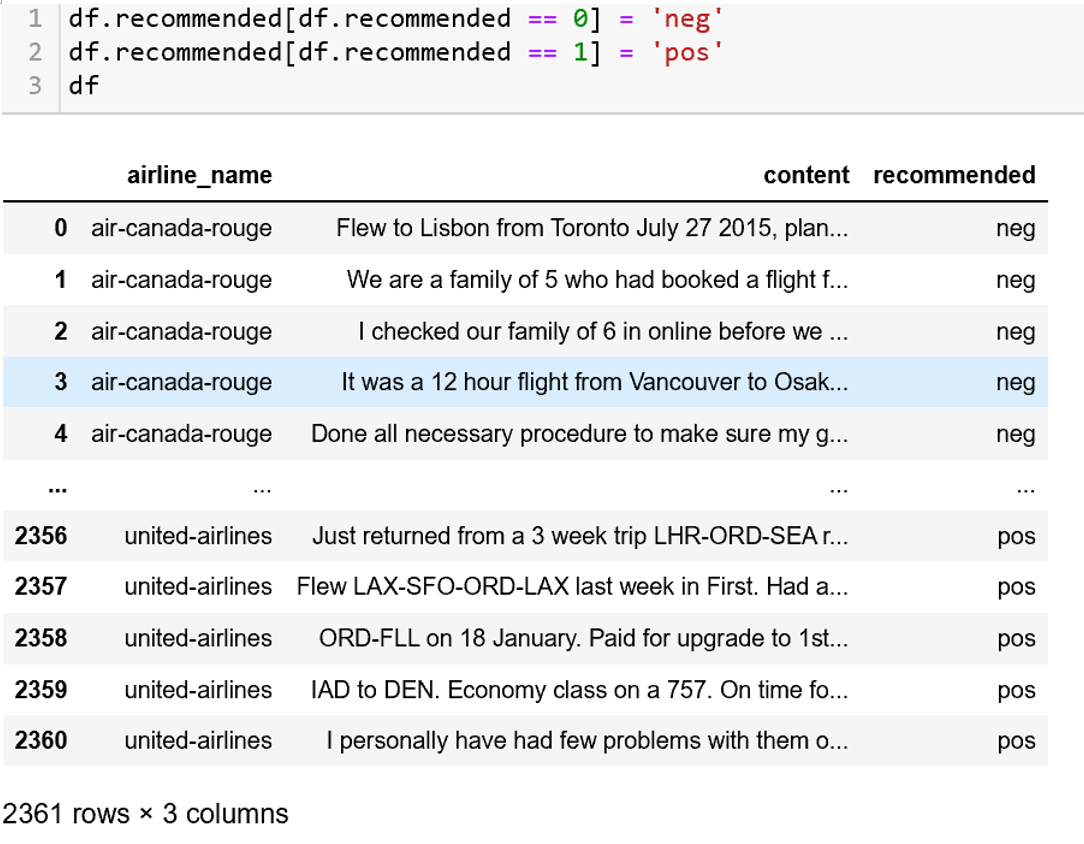 1 df.recommended[df.recommended == 0] = 'neg'
2 df.recommended[df.recommended == 1] = 'pos'
3 df
airline_name content recommended
0 air-canada-rouge Flew to Lisbon from Toronto July 27 2015, plan... neg
1 air-canada-rouge We are a family of 5 who had booked a flight f... neg
2 air-canada-rouge I checked our family of 6 in online before we ... neg
3 air-canada-rouge It was a 12 hour flight from Vancouver to Osak... neg
4 air-canada-rouge Done all necessary procedure to make sure my g... neg
... ... ... ...
2356 united-airlines Just returned from a 3 week trip LHR-ORD-SEA r... pos
2357 united-airlines Flew LAX-SFO-ORD-LAX last week in First. Had a... pos
2358 united-airlines ORD-FLL on 18 January. Paid for upgrade to 1st... pos
2359 united-airlines IAD to DEN. Economy class on a 757. On time fo... pos
2360 united-airlines I personally have had few problems with them o... pos
2361 rows × 3 columns